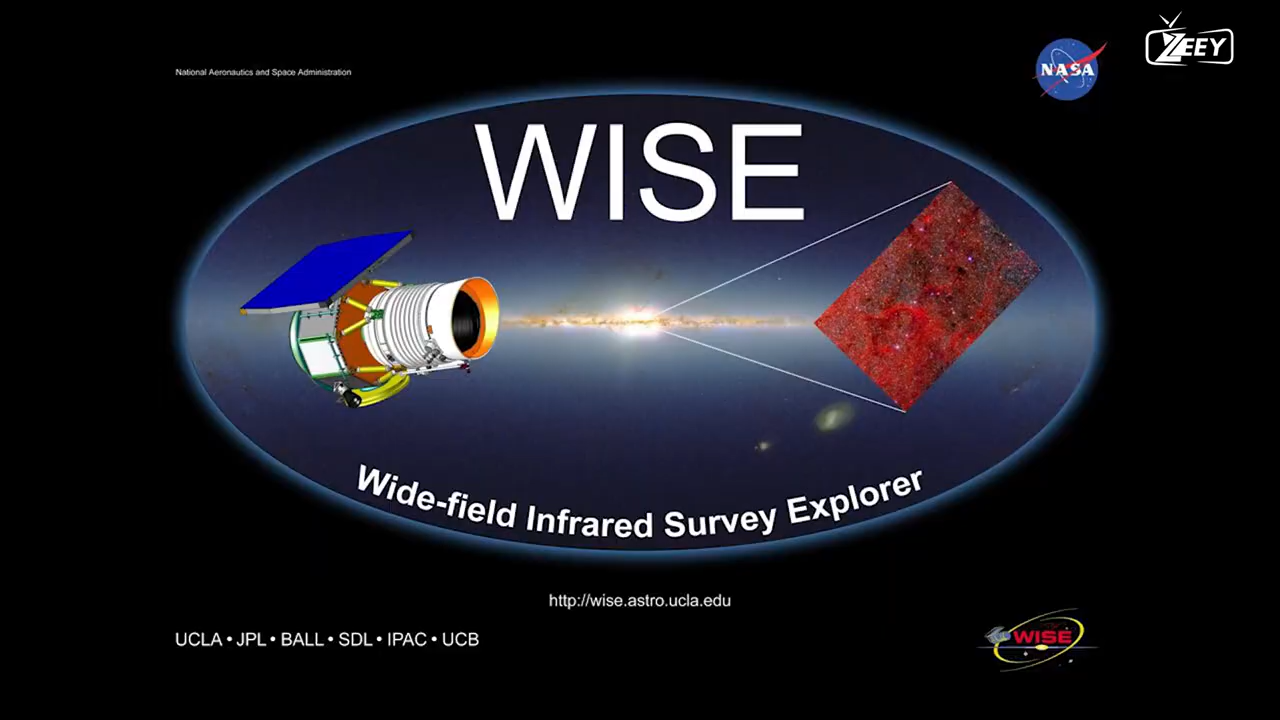 ZEEY
National Aeronautics and Space Administration
NASA
WISE
Wide-field Infrared Survey Explorer
http://wise.astro.ucla.edu
UCLA • JPL • BALL • SDL • IPAC • UCB
WISE